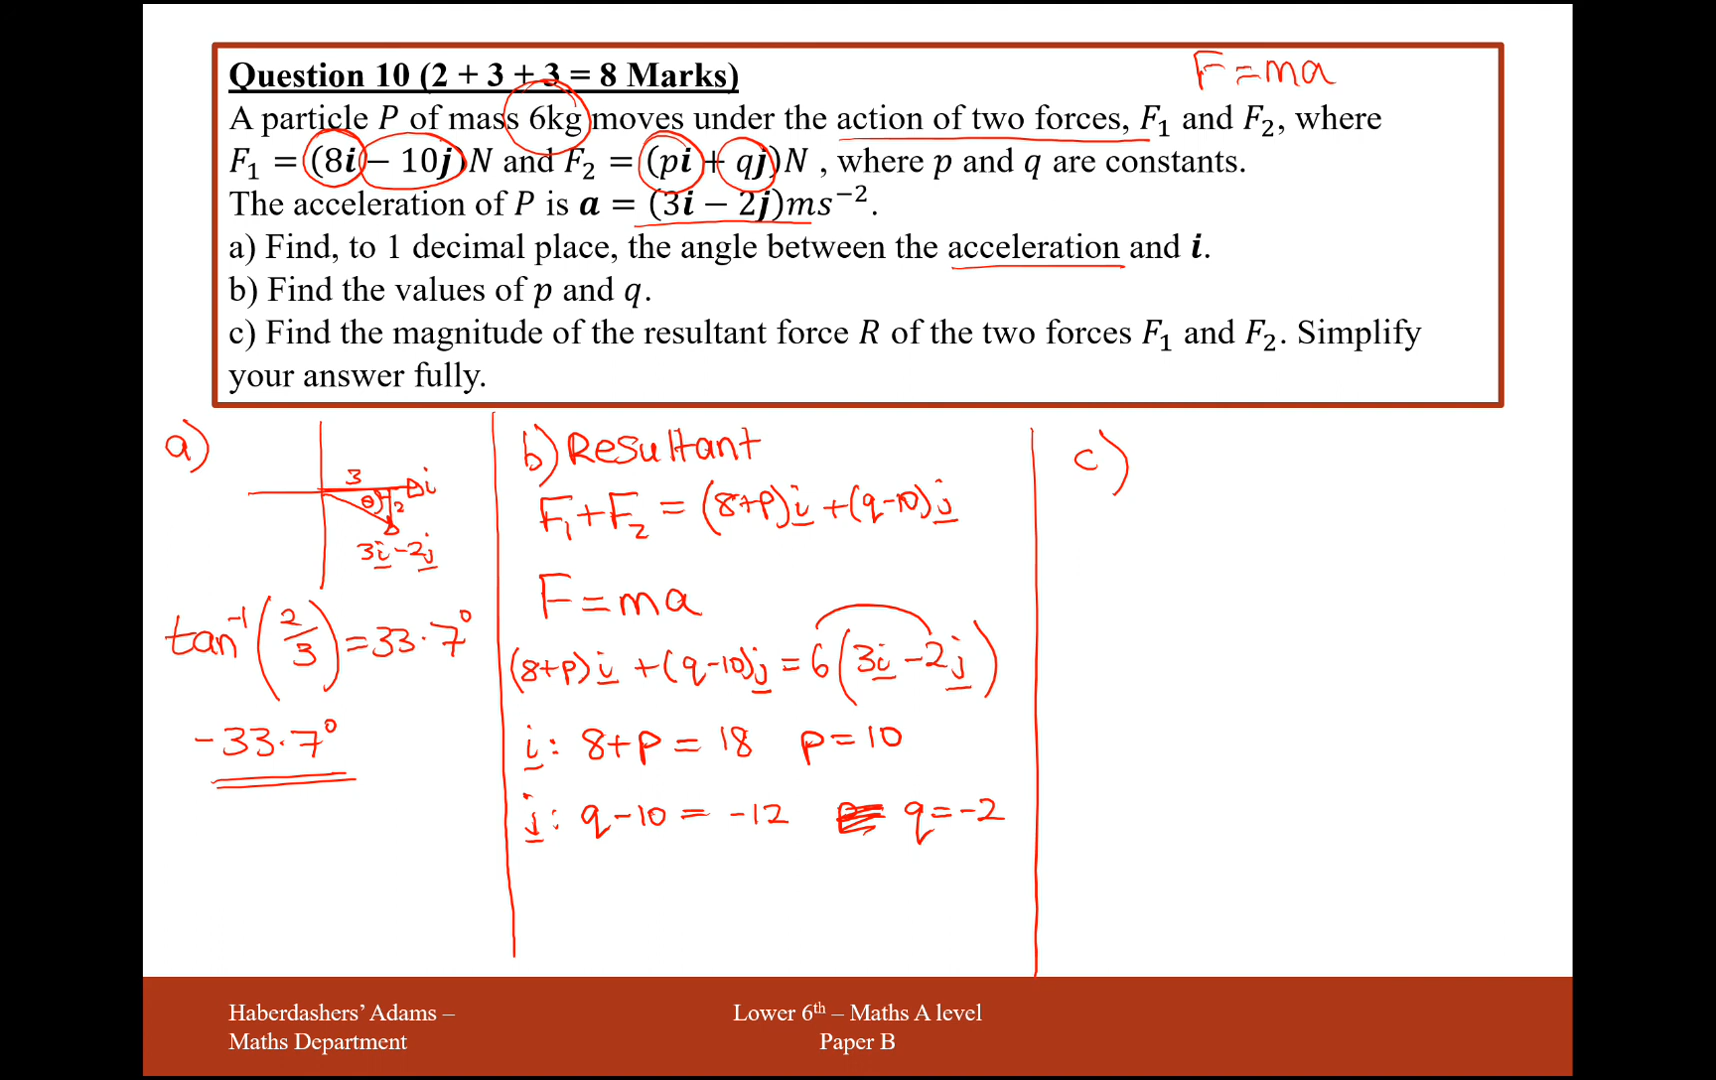 Question 10 (2 + 3 + 3 = 8 Marks)
F = ma
A particle P of mass 6kg moves under the action of two forces, F₁ and F₂, where
F₁ = (8i − 10j)N and F₂ = (pi + qj)N , where p and q are constants.
The acceleration of P is a = (3i − 2j)ms⁻².
a) Find, to 1 decimal place, the angle between the acceleration and i.
b) Find the values of p and q.
c) Find the magnitude of the resultant force R of the two forces F₁ and F₂. Simplify
your answer fully.
a)
3
i
θ
2
3i - 2j
tan⁻¹(2/3) = 33.7°
-33.7°
b) Resultant
F₁ + F₂ = (8+p)i + (q-10)j
F = ma
(8+p)i + (q-10)j = 6(3i - 2j)
i: 8+p = 18 p = 10
j: q-10 = -12 q = -2
c)
Haberdashers' Adams –
Maths Department
Lower 6th – Maths A level
Paper B